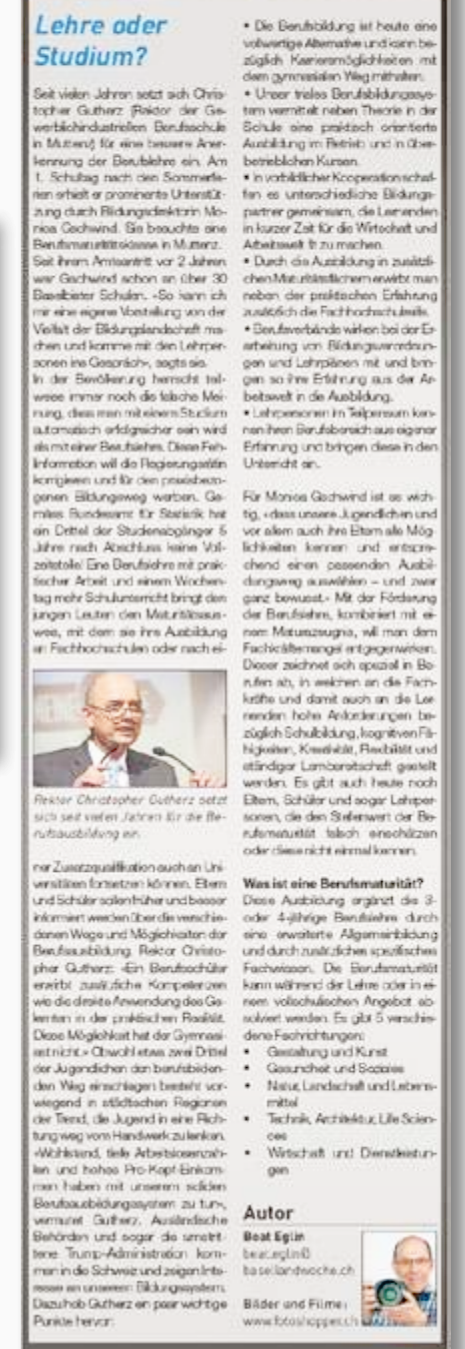 Lehre oder
Studium?
Seit vielen Jahren setzt sich Chris-
topher Gutherz (Rektor der Ge-
werblichindustriellen Berufsschule
in Muttenz) für eine bessere Aner-
kennung der Berufslehre ein. Am
1. Schultag nach den Sommerfe-
rien erhielt er prominente Unterstüt-
zung durch Bildungsdirektorin Mo-
nica Gschwind. Sie besuchte eine
Berufsmaturitätsklasse in Muttenz.
Seit ihrem Amtsantritt vor 2 Jahren
war Gschwind schon an über 30
Baselbieter Schulen. «So kann ich
mir eine eigene Vorstellung von der
Vielfalt der Bildungslandschaft ma-
chen und komme mit den Lehrper-
sonen ins Gespräch», sagte sie.
In der Bevölkerung herrscht teil-
weise immer noch die falsche Mei-
nung, dass man mit einem Studium
automatisch erfolgreicher sein wird
als mit einer Berufslehre. Diese Feh-
linformation will die Regierungsrätin
korrigieren und für den praxisbezo-
genen Bildungsweg werben. Ge-
mäss Bundesamt für Statistik hat
ein Drittel der Studienabgänger 5
Jahre nach Abschluss keine Voll-
zeitstelle! Eine Berufslehre mit prak-
tischer Arbeit und einem Wochen-
tag mehr Schulunterricht bringt den
jungen Leuten den Maturitätsaus-
weis, mit dem sie ihre Ausbildung
an Fachhochschulen oder nach ei-
Rektor Christopher Gutherz setzt
sich seit vielen Jahren für die Be-
rufsausbildung ein.
ner Zusatzqualifikation auch an Uni-
versitäten fortsetzen können. Eltern
und Schüler sollen früher und besser
informiert werden über die verschie-
denen Wege und Möglichkeiten der
Berufsausbildung. Rektor Christo-
pher Gutherz: «Ein Berufsschüler
erwirbt zusätzliche Kompetenzen
wie die direkte Anwendung des Ge-
lernten in der praktischen Realität.
Diese Möglichkeit hat der Gymnasi-
ast nicht.» Obwohl etwa zwei Drittel
der Jugendlichen den berufsbilden-
den Weg einschlagen besteht vor-
wiegend in städtischen Regionen
der Trend, die Jugend in eine Rich-
tung weg vom Handwerk zu lenken.
«Wohlstand, tiefe Arbeitslosenzah-
len und hohes Pro-Kopf-Einkom-
men haben mit unserem soliden
Berufsausbildungssystem zu tun»,
vermutet Gutherz. Ausländische
Behörden und sogar die umstrit-
tene Trump-Administration kom-
men in die Schweiz und zeigen Inte-
resse an unserem Bildungssystem.
Dazu hob Gutherz ein paar wichtige
Punkte hervor:
• Die Berufsbildung ist heute eine
vollwertige Alternative und kann be-
züglich Karrieremöglichkeiten mit
dem gymnasialen Weg mithalten.
• Unser triales Berufsbildungssys-
tem vermittelt neben Theorie in der
Schule eine praktisch orientierte
Ausbildung im Betrieb und in über-
betrieblichen Kursen.
• In vorbildlicher Kooperation schaf-
fen es unterschiedliche Bildungs-
partner gemeinsam, die Lernenden
in kurzer Zeit für die Wirtschaft und
Arbeitswelt fit zu machen.
• Durch die Ausbildung in zusätzli-
chen Maturitätsfächern erwirbt man
neben der praktischen Erfahrung
zusätzlich die Fachhochschulreife.
• Berufsverbände wirken bei der Er-
arbeitung von Bildungsverordnun-
gen und Lehrplänen mit und brin-
gen so ihre Erfahrung aus der Ar-
beitswelt in die Ausbildung.
• Lehrpersonen im Teilpensum ken-
nen ihren Berufsbereich aus eigener
Erfahrung und bringen diese in den
Unterricht ein.
Für Monica Gschwind ist es wich-
tig, «dass unsere Jugendlichen und
vor allem auch ihre Eltern alle Mög-
lichkeiten kennen und entspre-
chend einen passenden Ausbil-
dungsweg auswählen – und zwar
ganz bewusst.» Mit der Förderung
der Berufslehre, kombiniert mit ei-
nem Maturazeugnis, will man dem
Fachkräftemangel entgegenwirken.
Dieser zeichnet sich speziell in Be-
rufen ab, in welchen an die Fach-
kräfte und damit auch an die Ler-
nenden hohe Anforderungen be-
züglich Schulbildung, kognitiven Fä-
higkeiten, Kreativität, Flexibilität und
ständiger Lernbereitschaft gestellt
werden. Es gibt auch heute noch
Eltern, Schüler und sogar Lehrper-
sonen, die den Stellenwert der Be-
rufsmaturität falsch einschätzen
oder diese nicht einmal kennen.
Was ist eine Berufsmaturität?
Diese Ausbildung ergänzt die 3-
oder 4-jährige Berufslehre durch
eine erweiterte Allgemeinbildung
und durch zusätzliches spezifisches
Fachwissen. Die Berufsmaturität
kann während der Lehre oder in ei-
nem vollschulischen Angebot ab-
solviert werden. Es gibt 5 verschie-
dene Fachrichtungen:
• Gestaltung und Kunst
• Gesundheit und Soziales
• Natur, Landschaft und Lebens-
mittel
• Technik, Architektur, Life Scien-
ces
• Wirtschaft und Dienstleistun-
gen
Autor
Beat Eglin
beat.eglin@
basellandwoche.ch
Bilder und Filme:
www.fotoshopper.ch